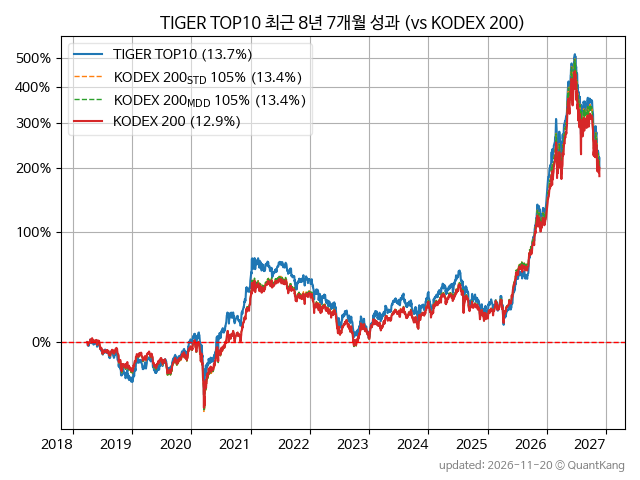 TIGER TOP10 최근 8년 7개월 성과 (vs KODEX 200)
TIGER TOP10 (13.7%)
KODEX 200STD 105% (13.4%)
KODEX 200MDD 105% (13.4%)
KODEX 200 (12.9%)
500%
400%
300%
200%
100%
0%
2018 2019 2020 2021 2022 2023 2024 2025 2026 2027
updated: 2026-11-20 © QuantKang